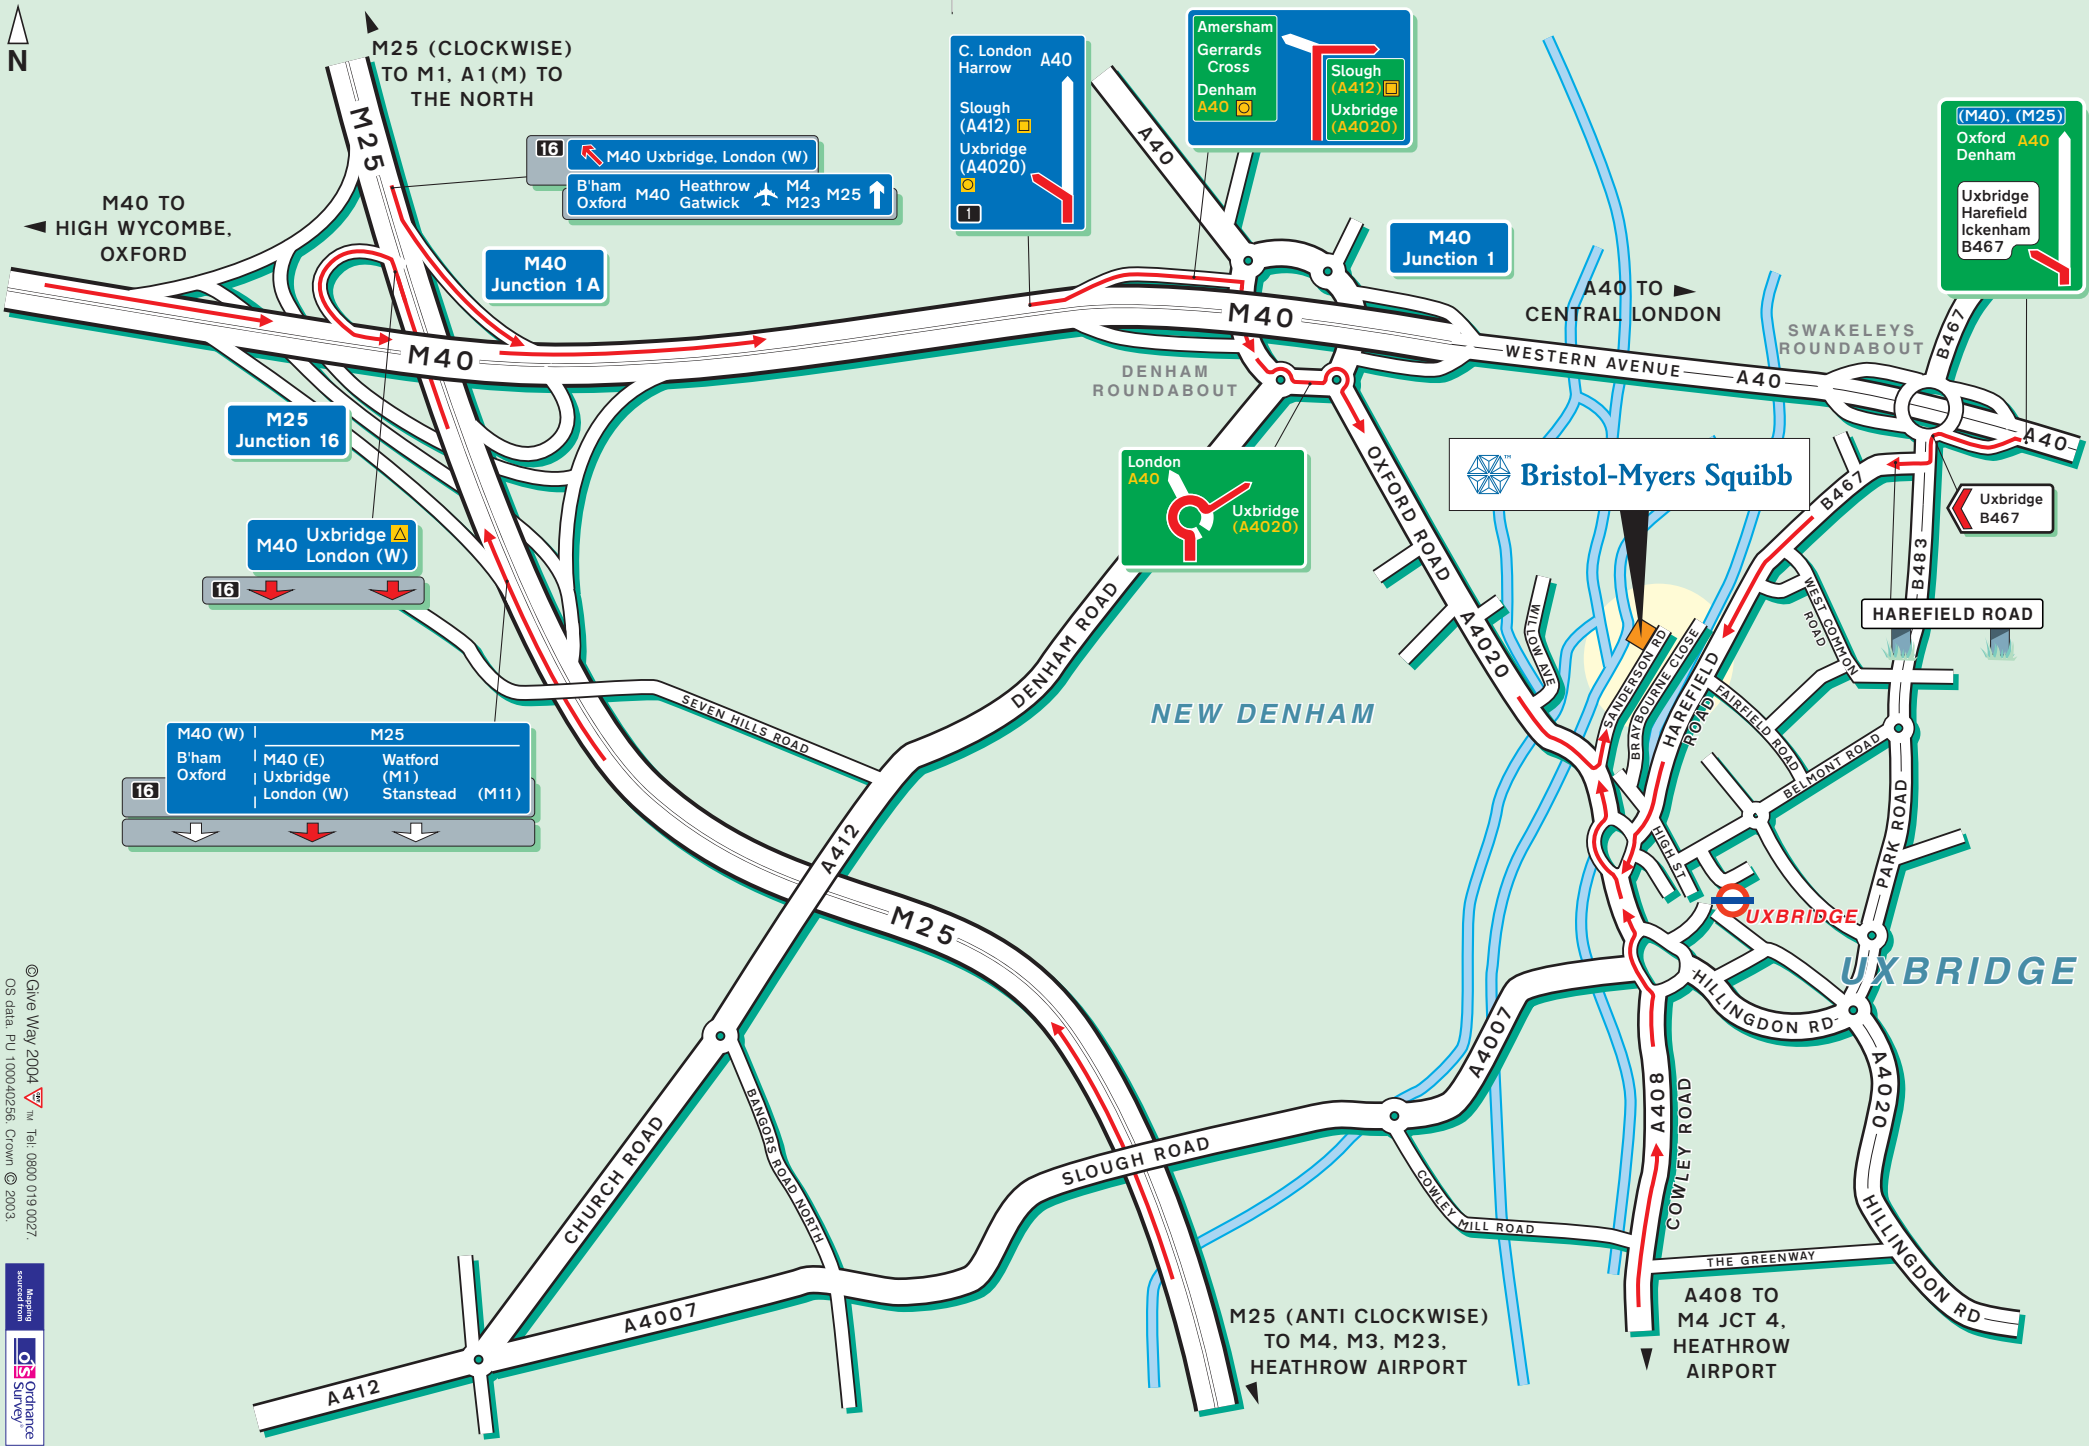 N
M25 (CLOCKWISE)
TO M1, A1(M) TO
THE NORTH
M25
M40 TO
HIGH WYCOMBE,
OXFORD
16
M40 Uxbridge, London (W)
B'ham
Oxford
M40
Heathrow
Gatwick
M4
M23
M25
M40
Junction 1A
C. London
Harrow
A40
Slough
(A412)
Uxbridge
(A4020)
1
A40
Amersham
Gerrards
Cross
Denham
A40
Slough
(A412)
Uxbridge
(A4020)
M40
Junction 1
(M40), (M25)
Oxford A40
Denham
Uxbridge
Harefield
Ickenham
B467
A40 TO
CENTRAL LONDON
SWAKELEYS
ROUNDABOUT
B467
M40
M40
WESTERN AVENUE
A40
A40
DENHAM
ROUNDABOUT
M25
Junction 16
London
A40
Uxbridge
(A4020)
OXFORD ROAD
Bristol-Myers Squibb
TM
B467
Uxbridge
B467
B483
M40
Uxbridge
London (W)
16
WEST COMMON
ROAD
HAREFIELD ROAD
A4020
WILLOW AVE
SANDERSON RD
BRAYBOURNE CLOSE
HAREFIELD
ROAD
FAIRFIELD ROAD
BELMONT ROAD
DENHAM ROAD
NEW DENHAM
SEVEN HILLS ROAD
M40 (W)
B'ham
Oxford
M25
M40 (E)
Uxbridge
London (W)
Watford
(M1)
Stanstead (M11)
16
A412
HIGH ST
PARK ROAD
UXBRIDGE
UXBRIDGE
M25
HILLINGDON RD
A4007
A4020
A408
COWLEY ROAD
BANGORS ROAD NORTH
CHURCH ROAD
SLOUGH ROAD
COWLEY MILL ROAD
THE GREENWAY
HILLINGDON RD
A4007
A412
M25 (ANTI CLOCKWISE)
TO M4, M3, M23,
HEATHROW AIRPORT
A408 TO
M4 JCT 4,
HEATHROW
AIRPORT
© Give Way 2004 TM Tel: 0800 019 0027.
OS data. PU 100040256. Crown © 2003.
Mapping
sourced from
OS
Ordnance
Survey